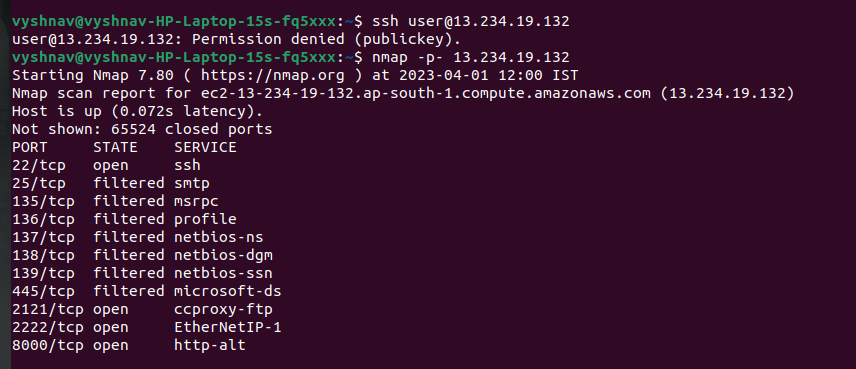 vyshnav@vyshnav-HP-Laptop-15s-fq5xxx:~$ ssh user@13.234.19.132
user@13.234.19.132: Permission denied (publickey).
vyshnav@vyshnav-HP-Laptop-15s-fq5xxx:~$ nmap -p- 13.234.19.132
Starting Nmap 7.80 ( https://nmap.org ) at 2023-04-01 12:00 IST
Nmap scan report for ec2-13-234-19-132.ap-south-1.compute.amazonaws.com (13.234.19.132)
Host is up (0.072s latency).
Not shown: 65524 closed ports
PORT     STATE    SERVICE
22/tcp   open     ssh
25/tcp   filtered smtp
135/tcp  filtered msrpc
136/tcp  filtered profile
137/tcp  filtered netbios-ns
138/tcp  filtered netbios-dgm
139/tcp  filtered netbios-ssn
445/tcp  filtered microsoft-ds
2121/tcp open     ccproxy-ftp
2222/tcp open     EtherNetIP-1
8000/tcp open     http-alt